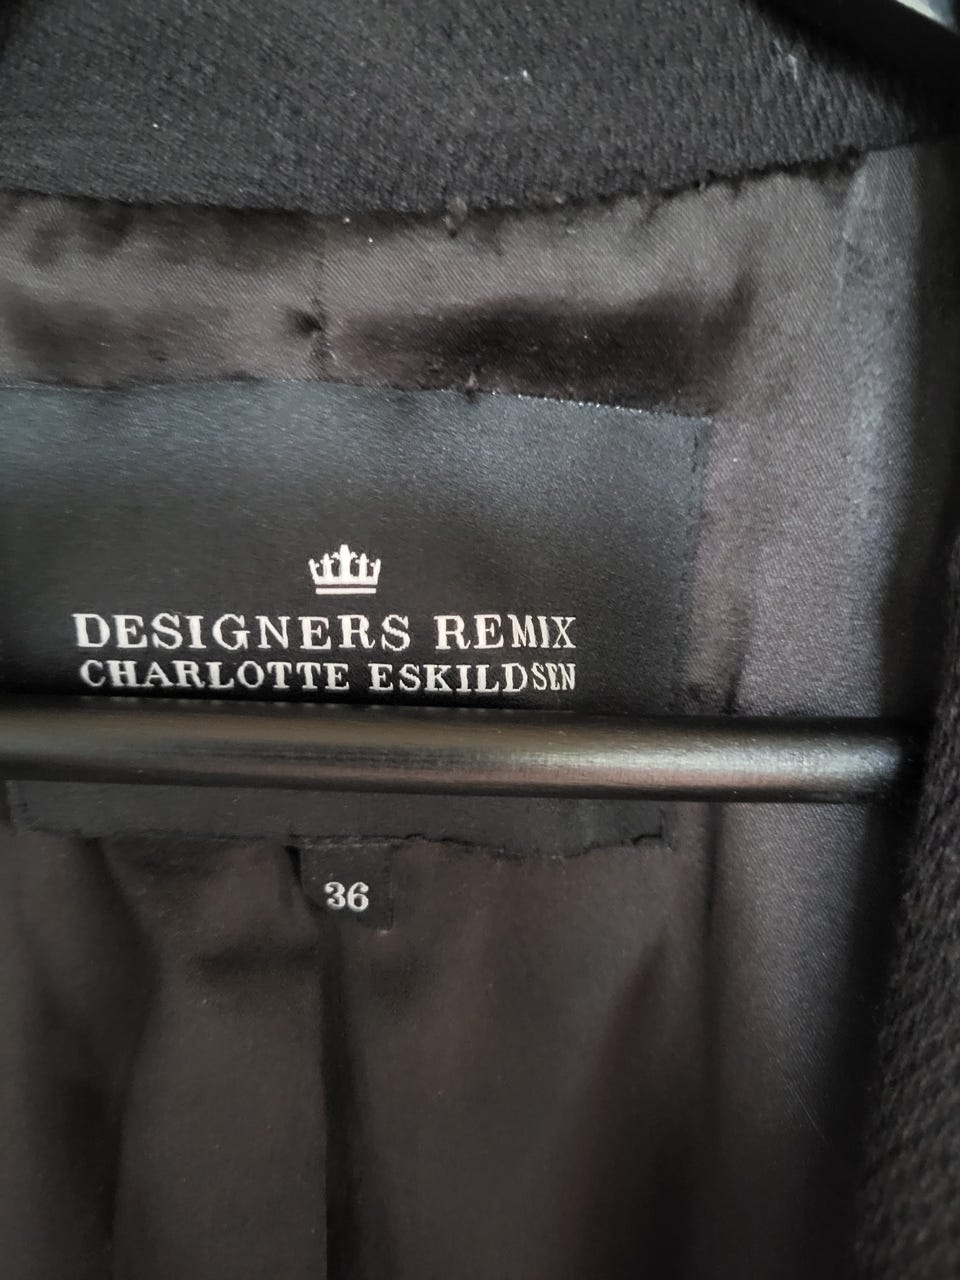 DESIGNERS REMIX
CHARLOTTE ESKILDSEN
36